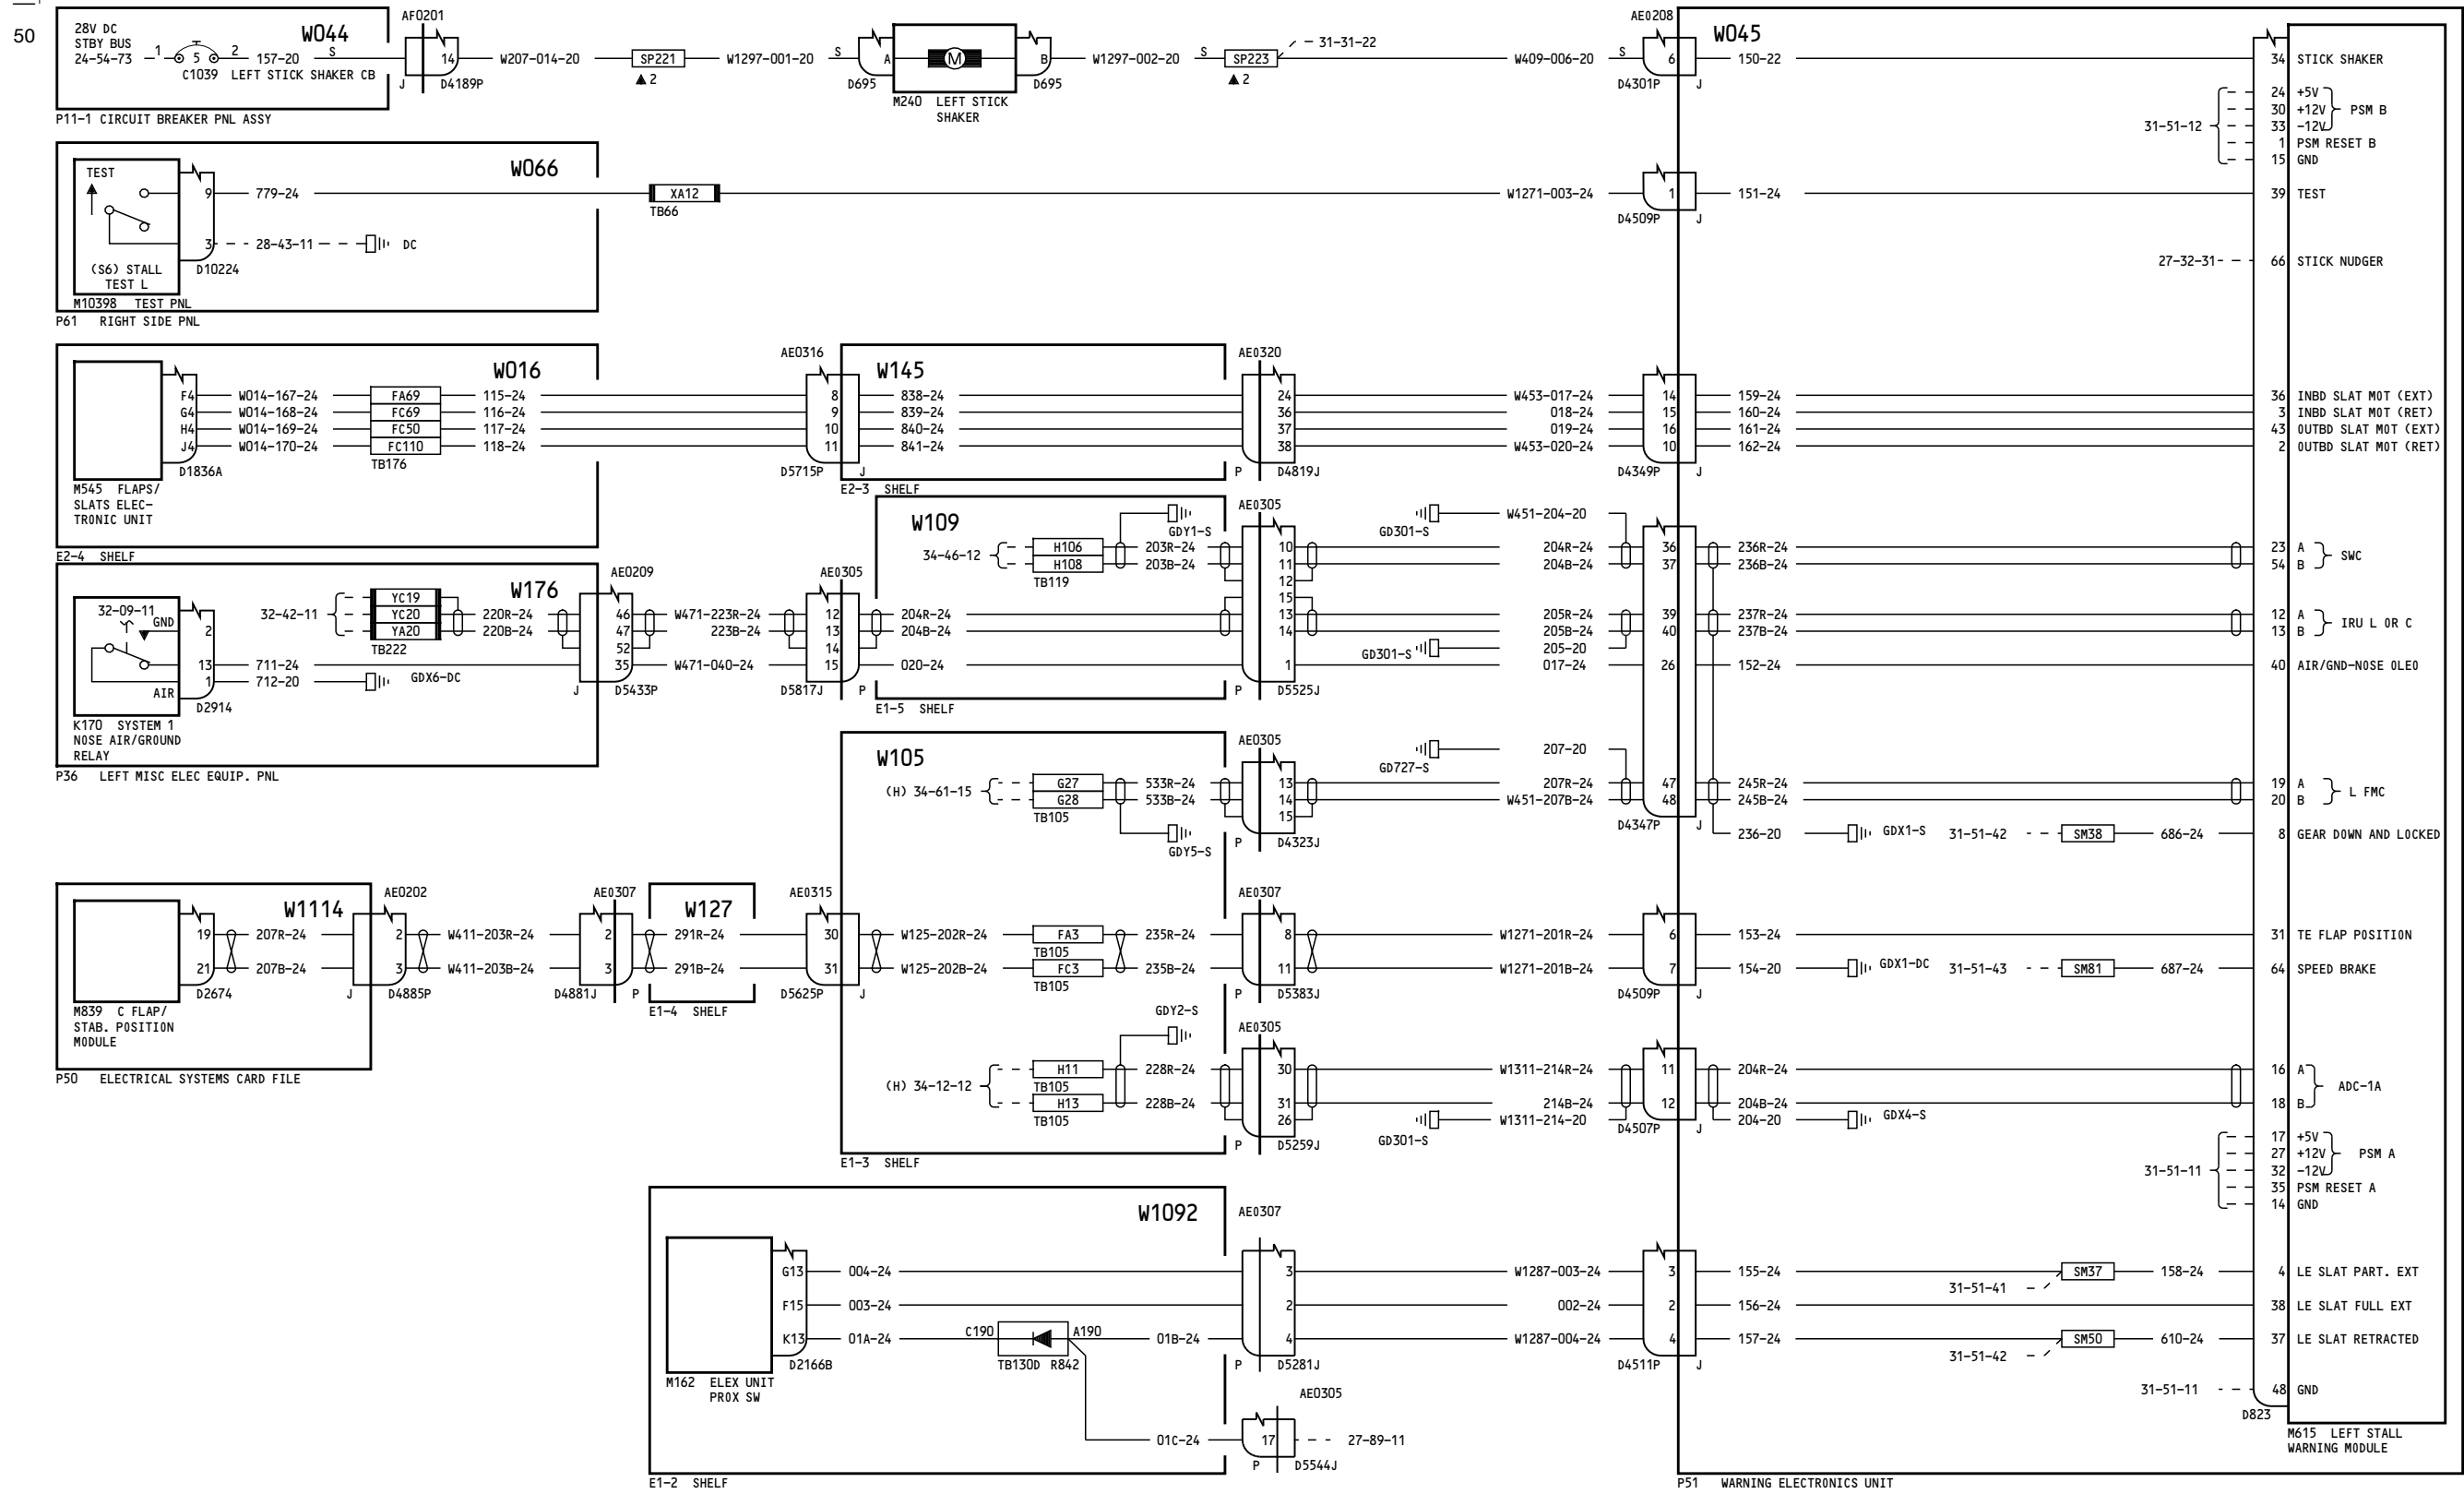 50
28V DC
STBY BUS
24-54-73
1
5
2
157-20
S
C1039 LEFT STICK SHAKER CB
W044
P11-1 CIRCUIT BREAKER PNL ASSY
AF0201
14
J
D4189P
W207-014-20
SP221
2
W1297-001-20
S
A
D695
M
M240 LEFT STICK
SHAKER
B
D695
W1297-002-20
S
SP223
2
31-31-22
W409-006-20
S
AE0208
6
D4301P
J
W045
150-22
34 STICK SHAKER
31-51-12
24 +5V
30 +12V
33 -12V
PSM B
1 PSM RESET B
15 GND
W066
TEST
9
779-24
3
28-43-11
DC
(S6) STALL
TEST L
D10224
M10398 TEST PNL
P61 RIGHT SIDE PNL
XA12
TB66
W1271-003-24
1
D4509P
J
151-24
39 TEST
27-32-31
66 STICK NUDGER
W016
F4 W014-167-24 FA69 115-24
G4 W014-168-24 FC69 116-24
H4 W014-169-24 FC50 117-24
J4 W014-170-24 FC110 118-24
D1836A
TB176
M545 FLAPS/
SLATS ELEC-
TRONIC UNIT
E2-4 SHELF
AE0316
W145
8 838-24
9 839-24
10 840-24
11 841-24
D5715P
J
E2-3 SHELF
AE0320
24 W453-017-24 14 159-24
36 018-24 15 160-24
37 019-24 16 161-24
38 W453-020-24 10 162-24
P
D4819J
D4349P
J
36 INBD SLAT MOT (EXT)
3 INBD SLAT MOT (RET)
43 OUTBD SLAT MOT (EXT)
2 OUTBD SLAT MOT (RET)
W109
34-46-12
H106
H108
TB119
GDY1-S
203R-24
203B-24
AE0305
10
11
12
15
13
14
1
P
D5525J
E1-5 SHELF
GD301-S
W451-204-20
204R-24
204B-24
205R-24
205B-24
GD301-S
205-20
017-24
36
37
39
40
26
236R-24
236B-24
237R-24
237B-24
152-24
23 A
54 B
SWC
12 A
13 B
IRU L OR C
40 AIR/GND-NOSE OLEO
W176
32-09-11
GND
2
13
1
AIR
711-24
712-20
GDX6-DC
D2914
K170 SYSTEM 1
NOSE AIR/GROUND
RELAY
P36 LEFT MISC ELEC EQUIP. PNL
32-42-11
YC19
YC20
YA20
TB222
220R-24
220B-24
AE0209
46
47
52
35
J
D5433P
W471-223R-24
223B-24
W471-040-24
AE0305
12
13
14
15
D5817J
P
204R-24
204B-24
020-24
W105
(H) 34-61-15
G27
G28
TB105
533R-24
533B-24
GDY5-S
AE0305
13
14
15
P
D4323J
GD727-S
207-20
207R-24
W451-207B-24
47
48
D4347P
J
245R-24
245B-24
236-20
GDX1-S
19 A
20 B
L FMC
31-51-42
SM38
686-24
8 GEAR DOWN AND LOCKED
W1114
19 207R-24
21 207B-24
D2674
M839 C FLAP/
STAB. POSITION
MODULE
P50 ELECTRICAL SYSTEMS CARD FILE
AE0202
2 W411-203R-24
3 W411-203B-24
J
D4885P
AE0307
2
3
D4881J
P
W127
291R-24
291B-24
E1-4 SHELF
AE0315
30 W125-202R-24
31 W125-202B-24
D5625P
J
FA3
TB105
FC3
TB105
235R-24
235B-24
AE0307
8
11
P
D5383J
W1271-201R-24
W1271-201B-24
6
7
D4509P
J
153-24
154-20
GDX1-DC
31 TE FLAP POSITION
31-51-43
SM81
687-24
64 SPEED BRAKE
(H) 34-12-12
H11
TB105
H13
TB105
GDY2-S
228R-24
228B-24
AE0305
30
31
26
P
D5259J
E1-3 SHELF
W1311-214R-24
214B-24
W1311-214-20
GD301-S
11
12
D4507P
J
204R-24
204B-24
204-20
GDX4-S
16 A
18 B
ADC-1A
31-51-11
17 +5V
27 +12V
32 -12V
PSM A
35 PSM RESET A
14 GND
W1092
G13 004-24
F15 003-24
K13 01A-24
D2166B
M162 ELEX UNIT
PROX SW
C190
A190
TB130D R842
01B-24
01C-24
E1-2 SHELF
AE0307
3
2
4
P
D5281J
AE0305
17
P
D5544J
27-89-11
W1287-003-24
002-24
W1287-004-24
3
2
4
D4511P
J
155-24
156-24
157-24
31-51-41
SM37
158-24
4 LE SLAT PART. EXT
38 LE SLAT FULL EXT
31-51-42
SM50
610-24
37 LE SLAT RETRACTED
31-51-11
48 GND
D823
M615 LEFT STALL
WARNING MODULE
P51 WARNING ELECTRONICS UNIT